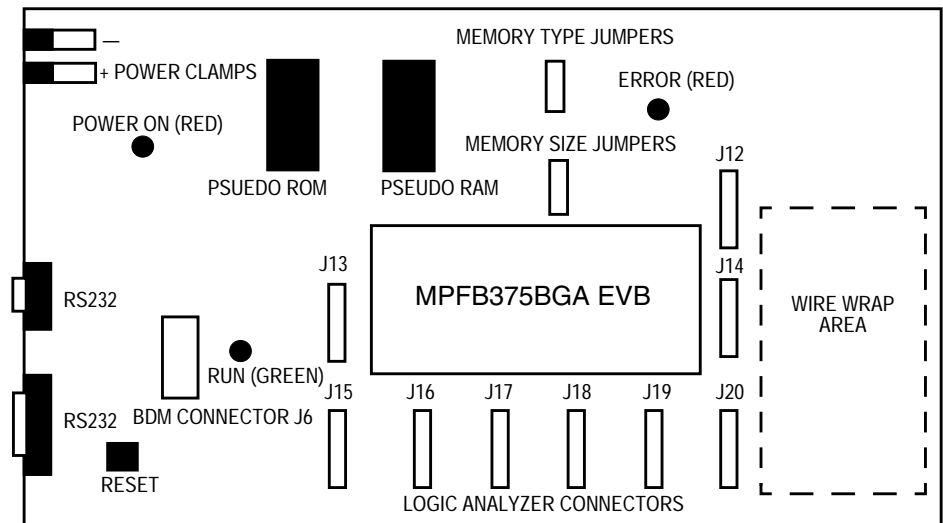 —
MEMORY TYPE JUMPERS
+ POWER CLAMPS
ERROR (RED)
POWER ON (RED)
MEMORY SIZE JUMPERS
J12
PSUEDO ROM
PSEUDO RAM
J13
J14
MPFB375BGA EVB
RS232
WIRE WRAP
AREA
RUN (GREEN)
J15
J16
J17
J18
J19
J20
BDM CONNECTOR J6
RS232
RESET
LOGIC ANALYZER CONNECTORS